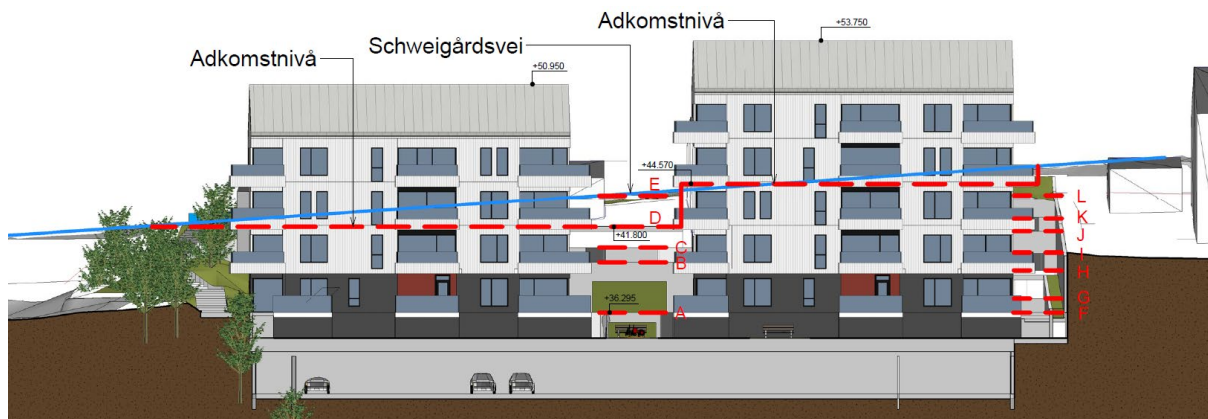 Adkomstnivå
+53.750
Schweigårdsvei
Adkomstnivå
+50.950
+44.570
E
L
D
K
+41.800
J
C
I
B
H
+36.295
G
A
F